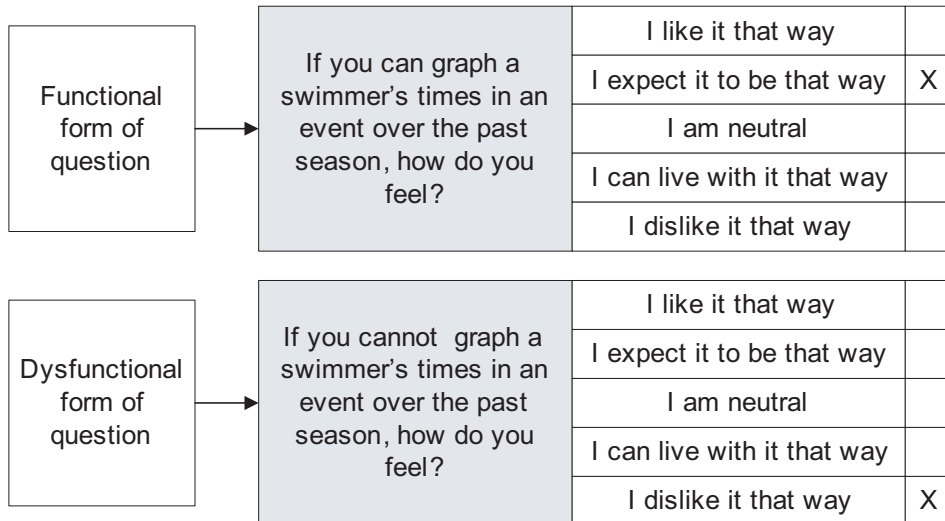 Functional
form of
question
If you can graph a
swimmer's times in an
event over the past
season, how do you
feel?
I like it that way
I expect it to be that way X
I am neutral
I can live with it that way
I dislike it that way
Dysfunctional
form of
question
If you cannot graph a
swimmer's times in an
event over the past
season, how do you
feel?
I like it that way
I expect it to be that way
I am neutral
I can live with it that way
I dislike it that way X